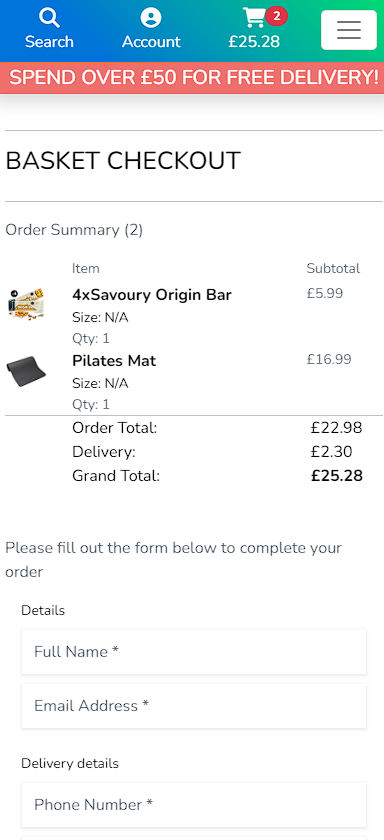 2
Search
Account
£25.28
SPEND OVER £50 FOR FREE DELIVERY!
BASKET CHECKOUT
Order Summary (2)
Item Subtotal
4xSavoury Origin Bar £5.99
Size: N/A
Qty: 1
Pilates Mat £16.99
Size: N/A
Qty: 1
Order Total: £22.98
Delivery: £2.30
Grand Total: £25.28
Please fill out the form below to complete your
order
Details
Full Name *
Email Address *
Delivery details
Phone Number *